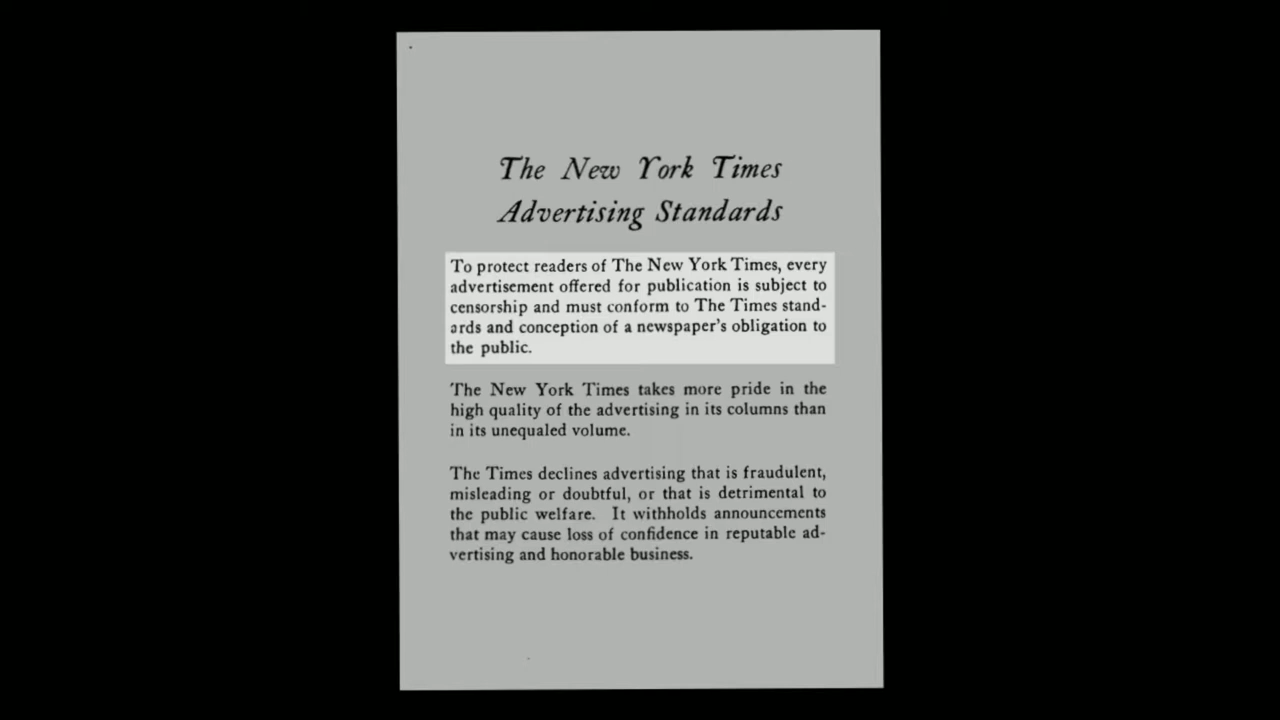 The New York Times
Advertising Standards
To protect readers of The New York Times, every
advertisement offered for publication is subject to
censorship and must conform to The Times stand-
ards and conception of a newspaper's obligation to
the public.
The New York Times takes more pride in the
high quality of the advertising in its columns than
in its unequaled volume.
The Times declines advertising that is fraudulent,
misleading or doubtful, or that is detrimental to
the public welfare. It withholds announcements
that may cause loss of confidence in reputable ad-
vertising and honorable business.